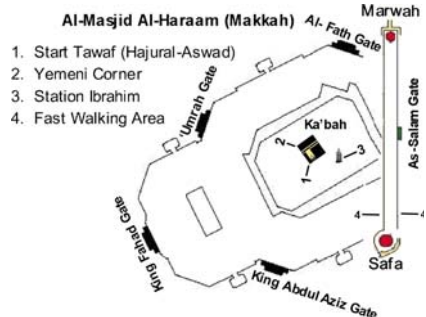 Al-Masjid Al-Haraam (Makkah)
1. Start Tawaf (Hajural-Aswad)
2. Yemeni Corner
3. Station Ibrahim
4. Fast Walking Area
Al- Fath Gate
Marwah
'Umrah Gate
As-Salam Gate
Ka'bah
2
3
1
4
4
King Fahad Gate
Safa
King Abdul Aziz Gate